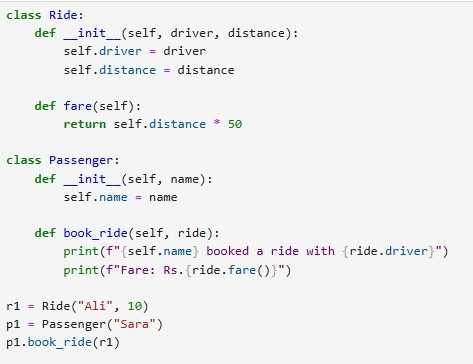 class Ride:
    def __init__(self, driver, distance):
        self.driver = driver
        self.distance = distance

    def fare(self):
        return self.distance * 50

class Passenger:
    def __init__(self, name):
        self.name = name

    def book_ride(self, ride):
        print(f"{self.name} booked a ride with {ride.driver}")
        print(f"Fare: Rs.{ride.fare()}")

r1 = Ride("Ali", 10)
p1 = Passenger("Sara")
p1.book_ride(r1)